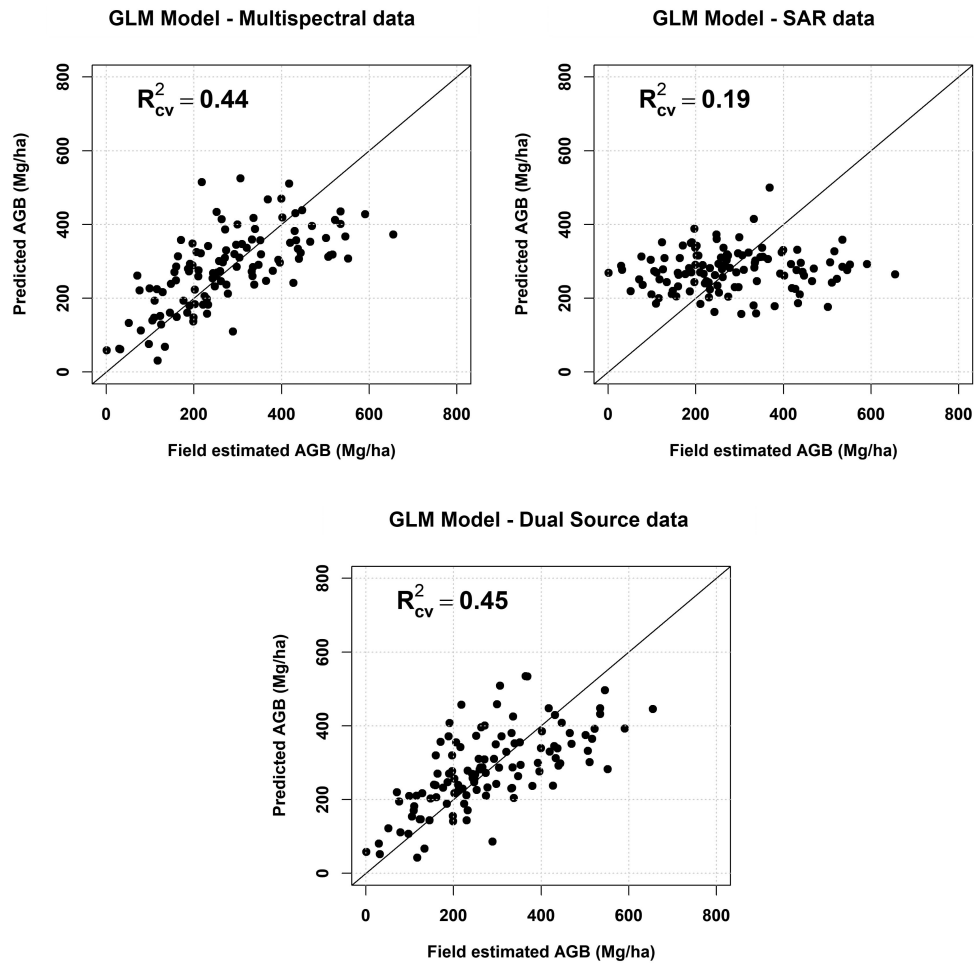 GLM Model - Multispectral data
R²cv = 0.44
800
600
400
200
0
Predicted AGB (Mg/ha)
0 200 400 600 800
Field estimated AGB (Mg/ha)
GLM Model - SAR data
R²cv = 0.19
800
600
400
200
0
Predicted AGB (Mg/ha)
0 200 400 600 800
Field estimated AGB (Mg/ha)
GLM Model - Dual Source data
R²cv = 0.45
800
600
400
200
0
Predicted AGB (Mg/ha)
0 200 400 600 800
Field estimated AGB (Mg/ha)